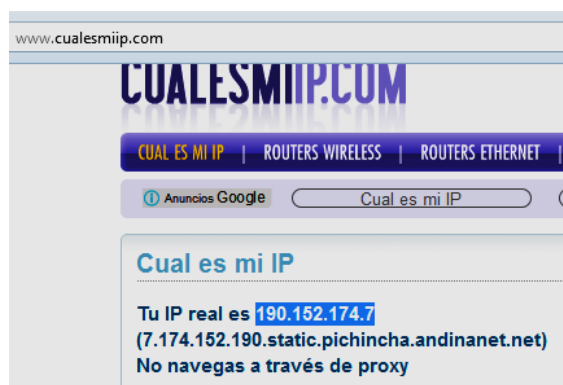 www.cualesmiip.com
CUALESMIIP.COM
CUAL ES MI IP | ROUTERS WIRELESS | ROUTERS ETHERNET |
Anuncios Google Cual es mi IP
Cual es mi IP
Tu IP real es 190.152.174.7
(7.174.152.190.static.pichincha.andinanet.net)
No navegas a través de proxy